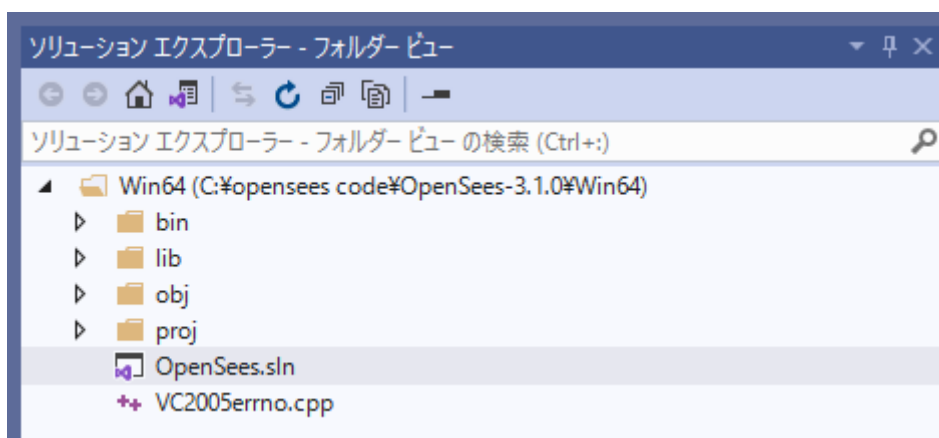 ソリューション エクスプローラー - フォルダー ビュー
ソリューション エクスプローラー - フォルダー ビュー の検索 (Ctrl+:)
Win64 (C:¥opensees code¥OpenSees-3.1.0¥Win64)
bin
lib
obj
proj
OpenSees.sln
VC2005errno.cpp